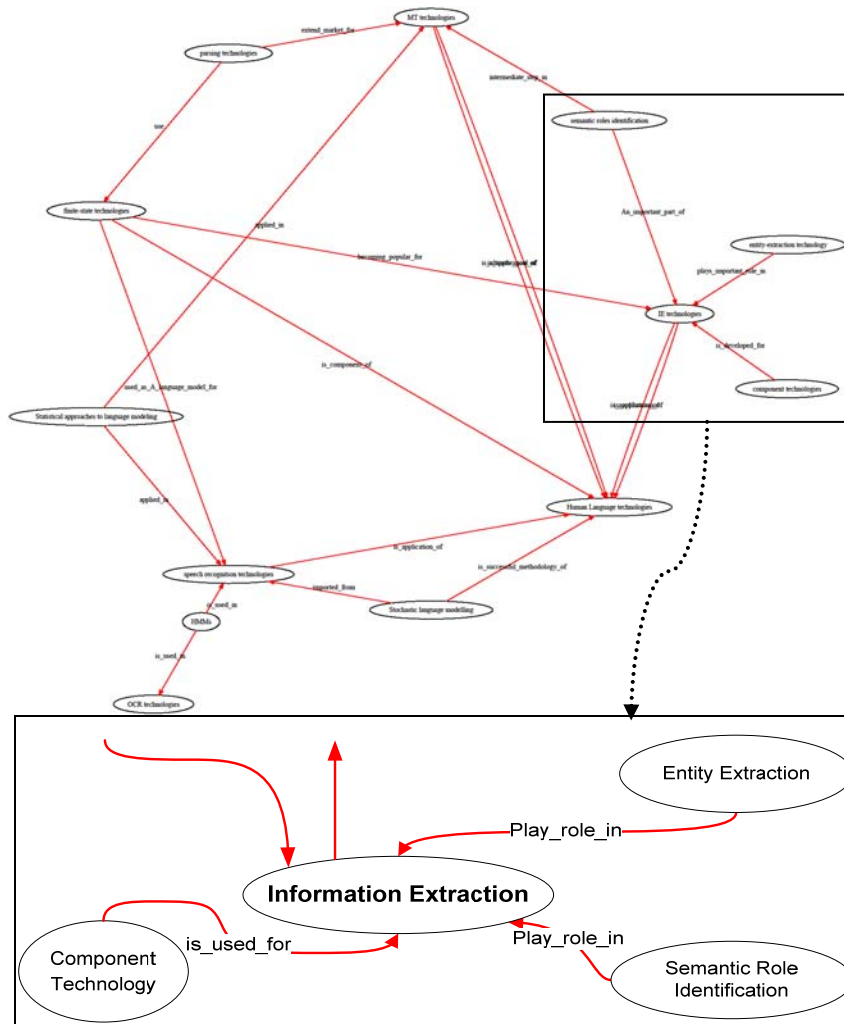 MT technologies
extend_market_for
parsing technologies
intermediate_step_in
semantic roles identification
use
finite-state technologies
An_important_part_of
applied_in
entity-extraction technology
becoming_popular_for
plays_important_role_in
IE technologies
is_developed_for
is_component_of
component technologies
used_as_A_language_model_for
Statistical approaches to language modeling
applied_in
Human Language technologies
is_application_of
is_successful_methodology_of
speech recognition technologies
imported_from
Stochastic language modelling
is_used_in
HMMs
is_used_in
OCR technologies
Entity Extraction
Play_role_in
Information Extraction
is_used_for
Play_role_in
Component
Technology
Semantic Role
Identification